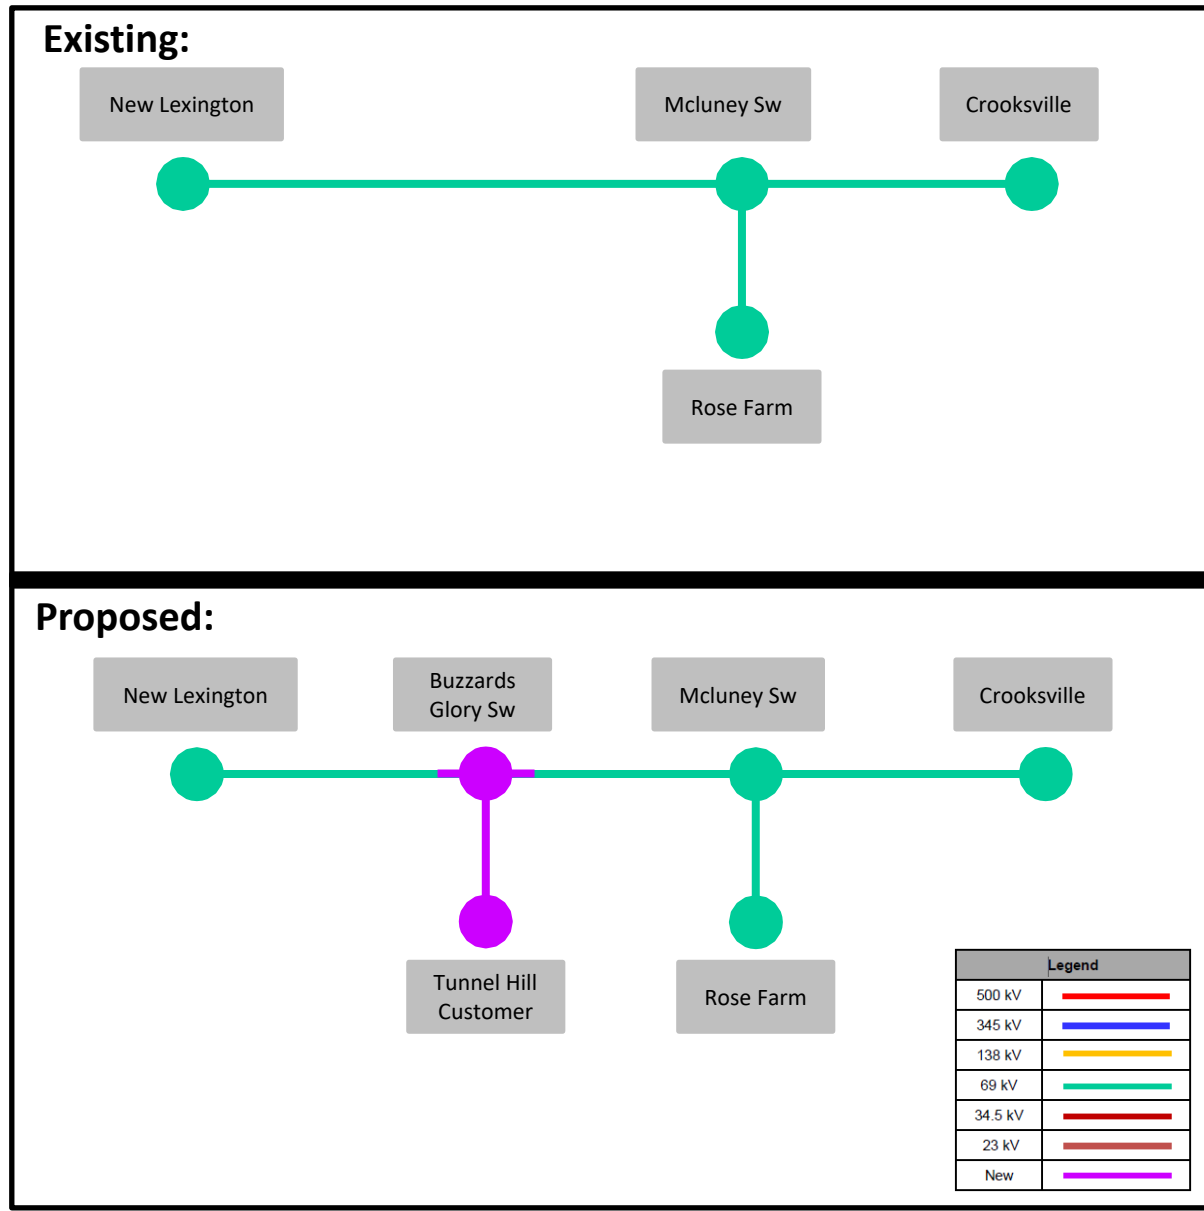 Existing:
New Lexington
Mcluney Sw
Crooksville
Rose Farm
Proposed:
New Lexington
Buzzards
Glory Sw
Mcluney Sw
Crooksville
Tunnel Hill
Customer
Rose Farm
Legend
500 kV
345 kV
138 kV
69 kV
34.5 kV
23 kV
New